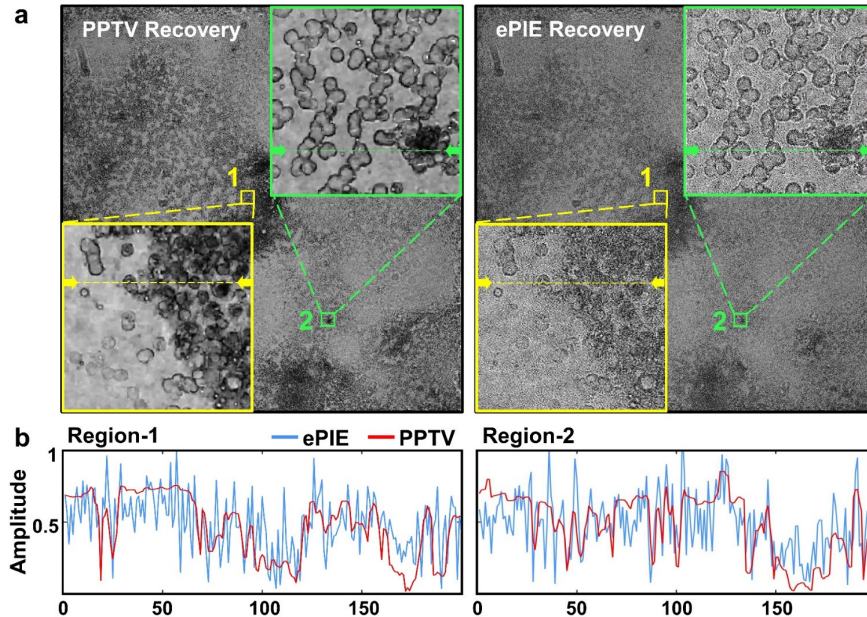 a
PPTV Recovery
ePIE Recovery
1
1
2
2
b
Region-1
ePIE
PPTV
Region-2
Amplitude
1
0.5
0
50
100
150
0
50
100
150